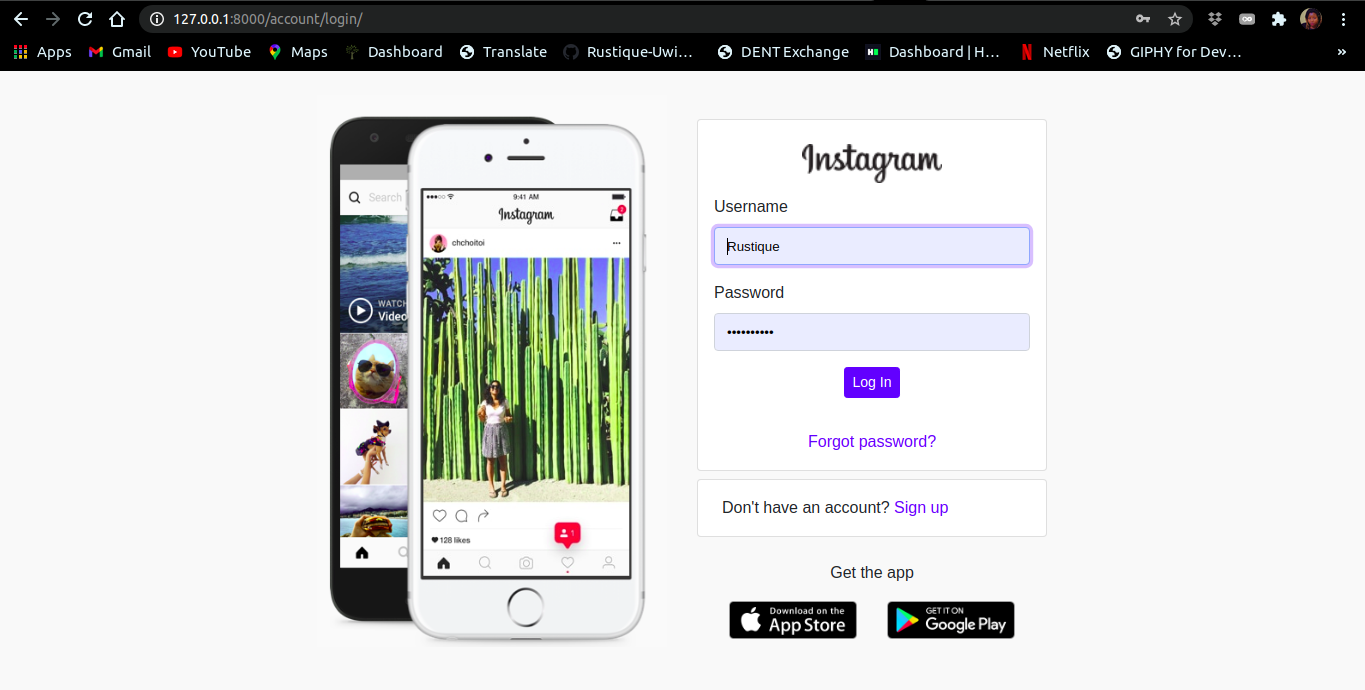 127.0.0.1:8000/account/login/
Apps Gmail YouTube Maps Dashboard Translate Rustique-Uwi... DENT Exchange Dashboard | H... Netflix GIPHY for Dev... »
Search
WATCH
Video
9:41 AM
Instagram
chchoitoi
128 likes
1
Instagram
Username
Rustique
Password
••••••••••
Log In
Forgot password?
Don't have an account? Sign up
Get the app
Download on the
App Store
GET IT ON
Google Play